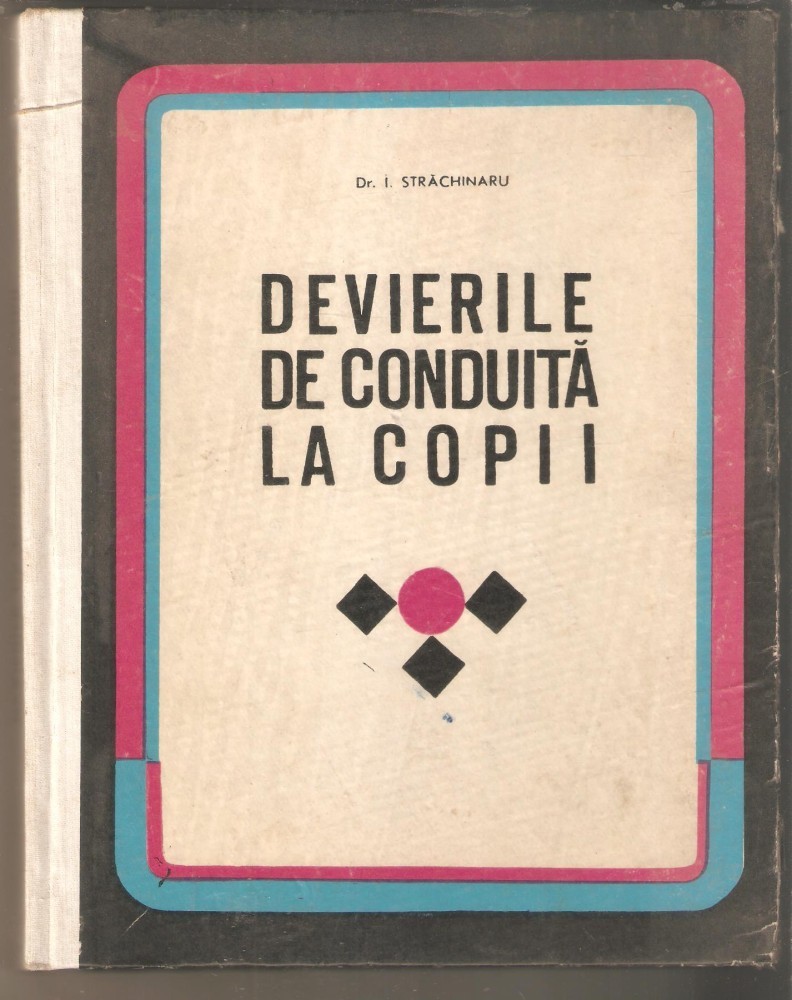 Dr. I. STRĂCHINARU
DEVIERILE
DE CONDUITĂ
LA COPII